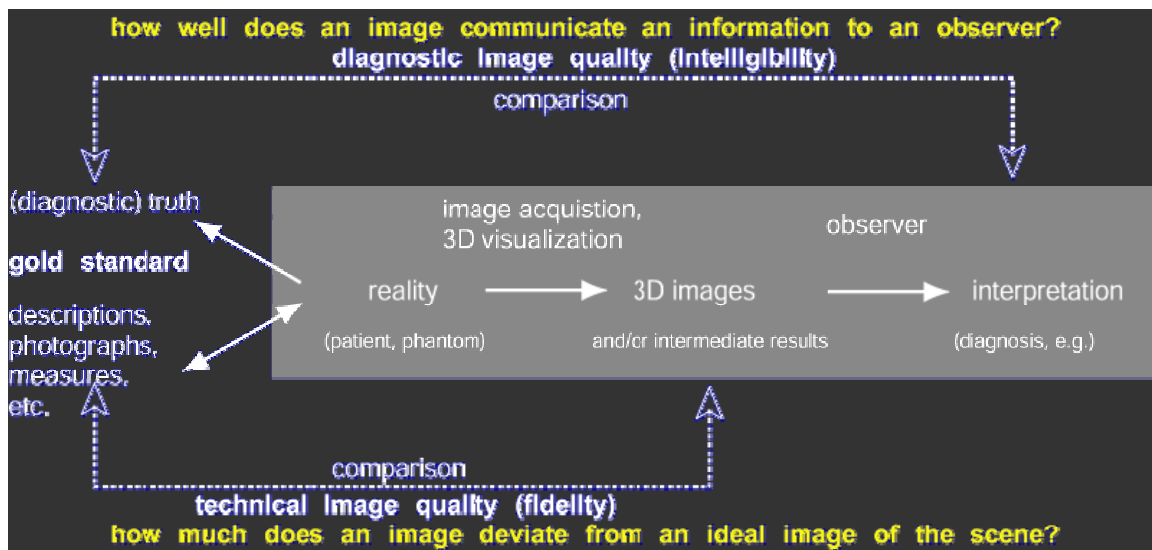 how well does an image communicate an information to an observer?
diagnostic image quality (intelligibility)
comparison
(diagnostic) truth
gold standard
descriptions,
photographs,
measures,
etc.
image acquistion,
3D visualization
observer
reality
3D images
interpretation
(patient, phantom)
and/or intermediate results
(diagnosis, e.g.)
comparison
technical image quality (fidelity)
how much does an image deviate from an ideal image of the scene?